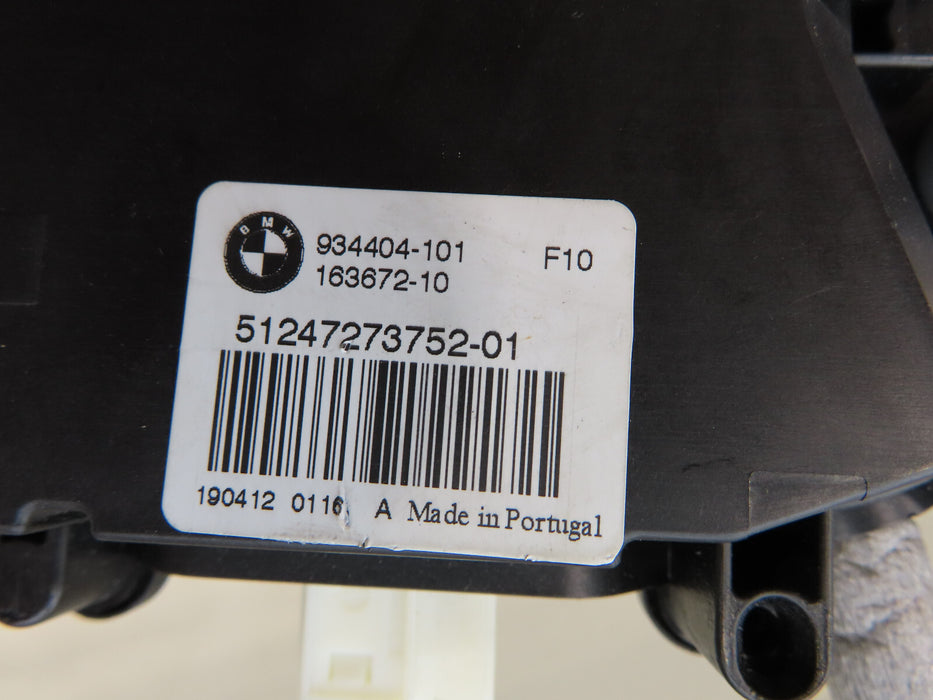 BMW
934404-101 F10
163672-10
51247273752-01
190412 0116 A Made in Portugal